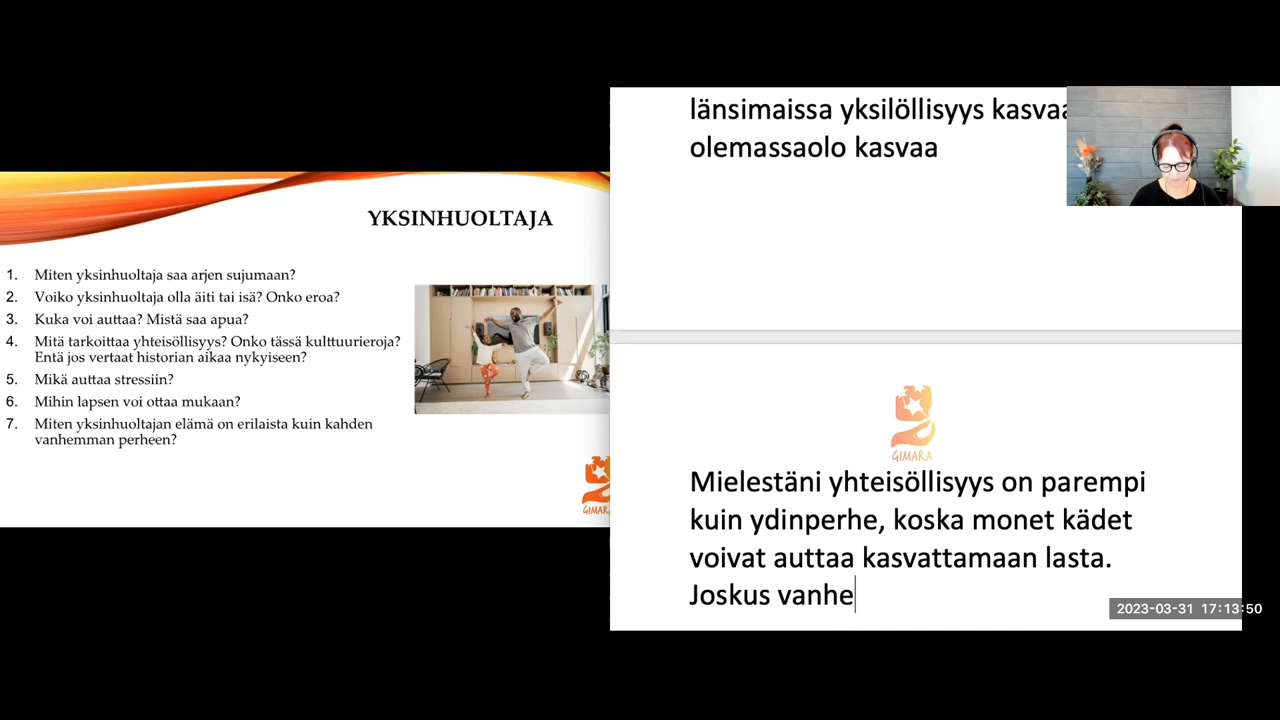 YKSINHUOLTAJA
1. Miten yksinhuoltaja saa arjen sujumaan?
2. Voiko yksinhuoltaja olla äiti tai isä? Onko eroa?
3. Kuka voi auttaa? Mistä saa apua?
4. Mitä tarkoittaa yhteisöllisyys? Onko tässä kulttuurieroja?
Entä jos vertaat historian aikaa nykyiseen?
5. Mikä auttaa stressiin?
6. Mihin lapsen voi ottaa mukaan?
7. Miten yksinhuoltajan elämä on erilaista kuin kahden
vanhemman perheen?
GIMARA
länsimaissa yksilöllisyys kasvaa
olemassaolo kasvaa
GIMARA
Mielestäni yhteisöllisyys on parempi
kuin ydinperhe, koska monet kädet
voivat auttaa kasvattamaan lasta.
Joskus vanhe
2023-03-31 17:13:50